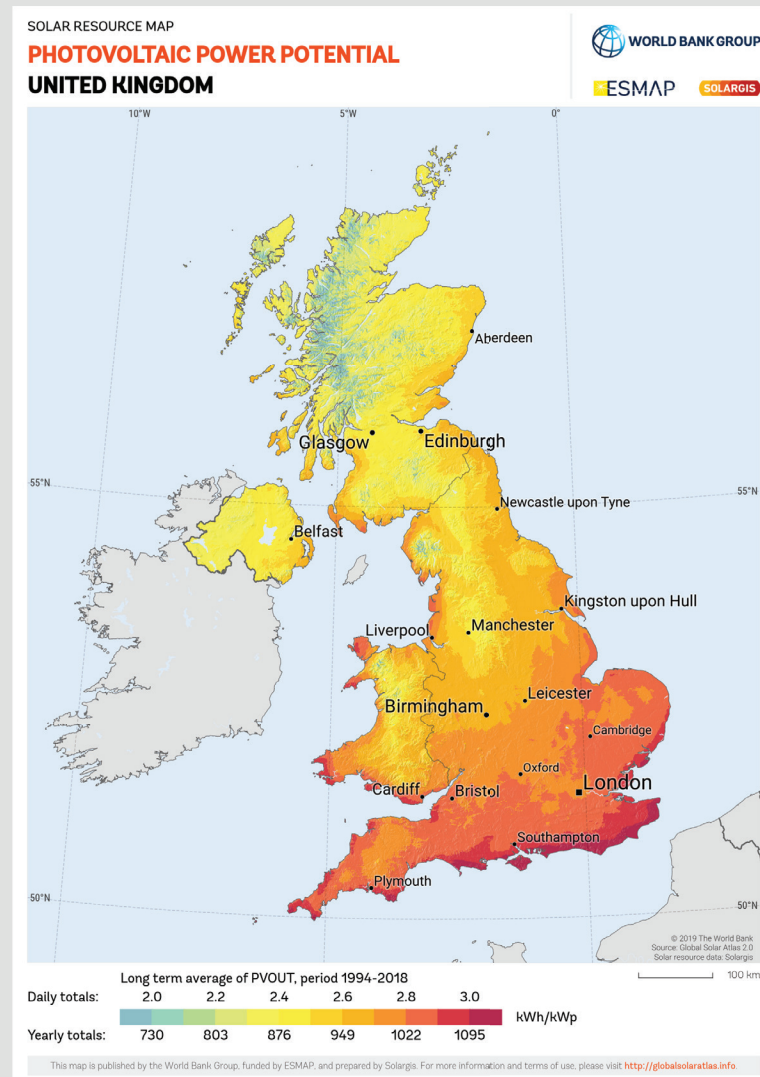 SOLAR RESOURCE MAP
PHOTOVOLTAIC POWER POTENTIAL
UNITED KINGDOM
WORLD BANK GROUP
ESMAP
SOLARGIS
10°W
5°W
0°
Aberdeen
Glasgow
Edinburgh
55°N
55°N
Newcastle upon Tyne
Belfast
Kingston upon Hull
Liverpool
Manchester
Leicester
Birmingham
Cambridge
Oxford
London
Cardiff
Bristol
Southampton
Plymouth
50°N
50°N
© 2019 The World Bank
Source: Global Solar Atlas 2.0
Solar resource data: Solargis
100 km
Long term average of PVOUT, period 1994-2018
Daily totals: 2.0 2.2 2.4 2.6 2.8 3.0
kWh/kWp
Yearly totals: 730 803 876 949 1022 1095
This map is published by the World Bank Group, funded by ESMAP, and prepared by Solargis. For more information and terms of use, please visit http://globalsolaratlas.info.